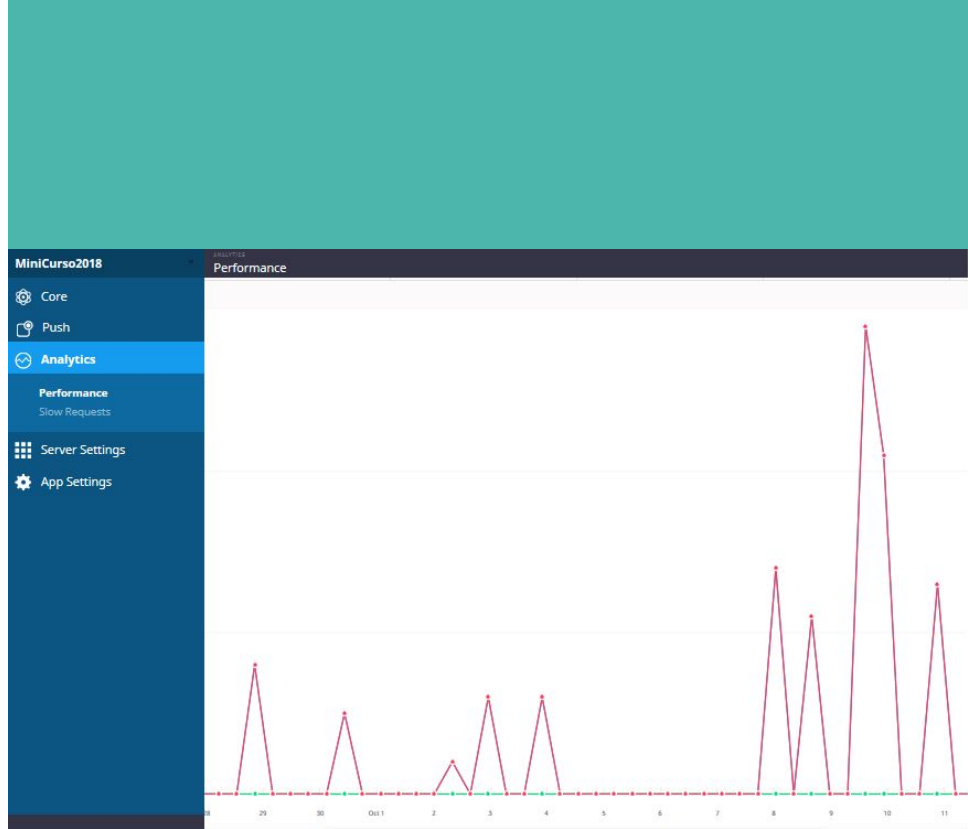 MiniCurso2018
ANALYTICS
Performance
Core
Push
Analytics
Performance
Slow Requests
Server Settings
App Settings
28 29 30 Oct 1 2 3 4 5 6 7 8 9 10 11